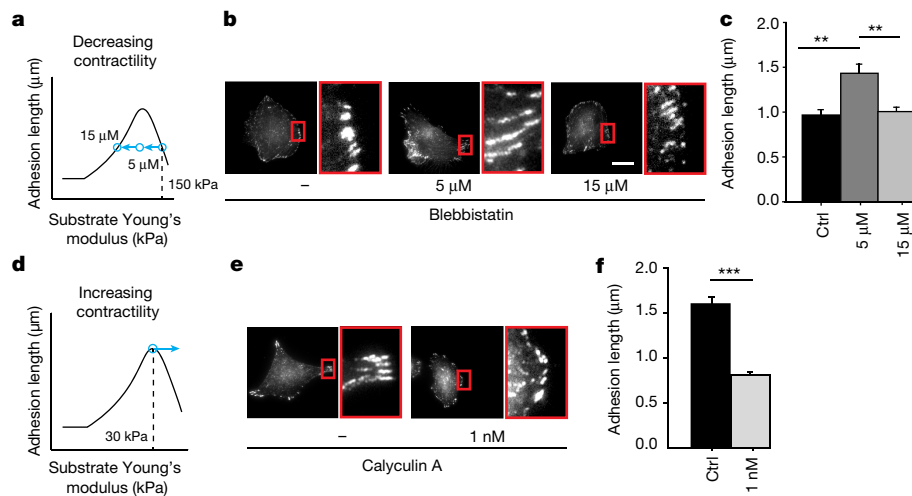 a
Decreasing
contractility
Adhesion length (μm)
15 μM
5 μM
150 kPa
Substrate Young's
modulus (kPa)
b
–
5 μM
15 μM
Blebbistatin
c
**
**
Adhesion length (μm)
2.0
1.5
1.0
0.5
0.0
Ctrl
5 μM
15 μM
d
Increasing
contractility
Adhesion length (μm)
30 kPa
Substrate Young's
modulus (kPa)
e
–
1 nM
Calyculin A
f
***
Adhesion length (μm)
2.0
1.5
1.0
0.5
0.0
Ctrl
1 nM